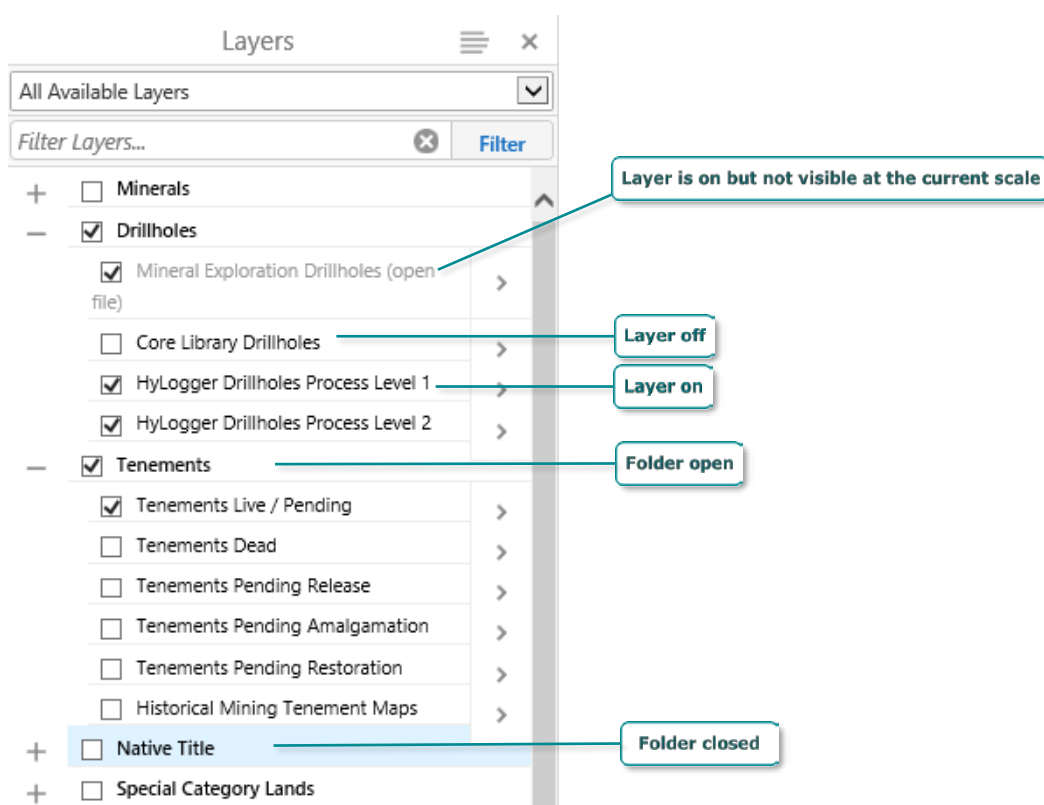 Layers
All Available Layers
Filter Layers...
Filter
Minerals
Layer is on but not visible at the current scale
Drillholes
Mineral Exploration Drillholes (open
file)
Core Library Drillholes
Layer off
HyLogger Drillholes Process Level 1
Layer on
HyLogger Drillholes Process Level 2
Tenements
Folder open
Tenements Live / Pending
Tenements Dead
Tenements Pending Release
Tenements Pending Amalgamation
Tenements Pending Restoration
Historical Mining Tenement Maps
Native Title
Folder closed
Special Category Lands